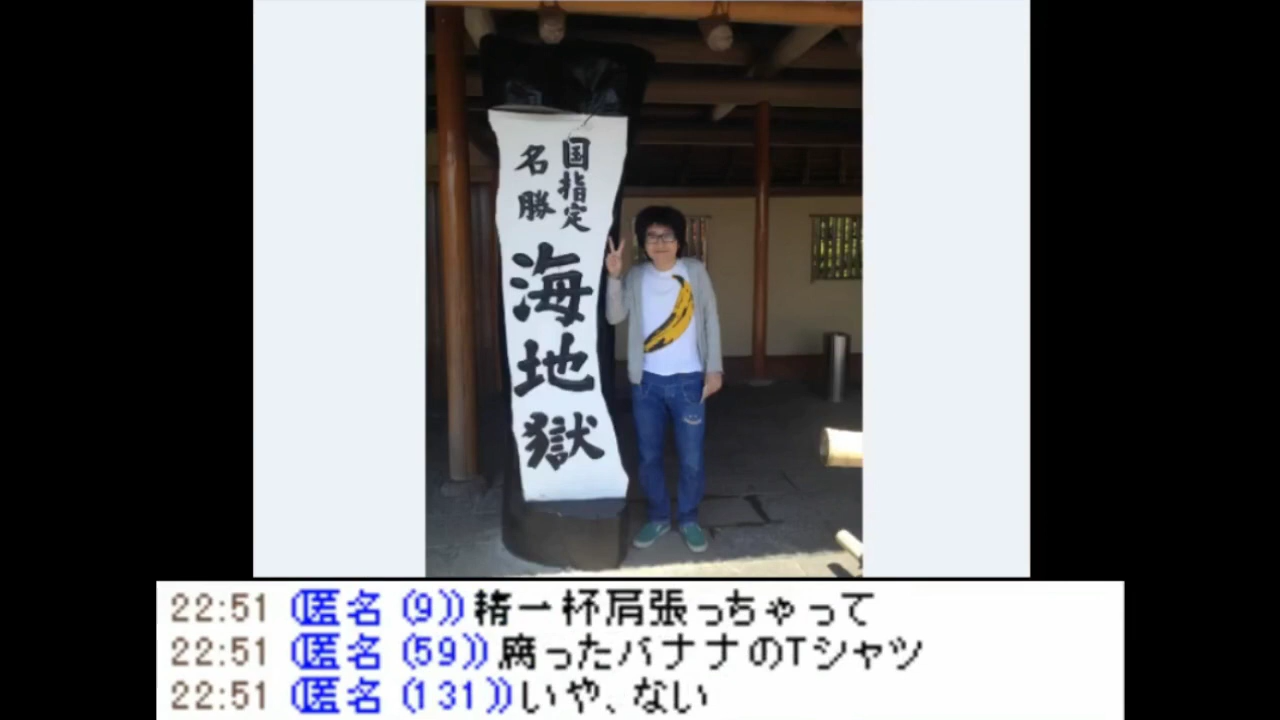 国指定
名勝
海地獄
22:51 (匿名(9))精一杯肩張っちゃって
22:51 (匿名(59))腐ったバナナのTシャツ
22:51 (匿名(131))いや、ない